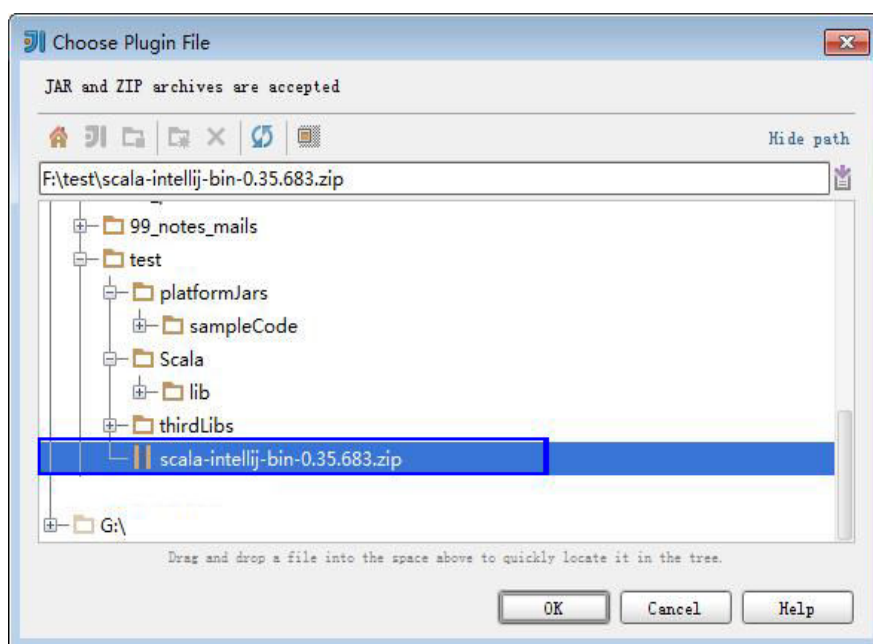 Choose Plugin File
JAR and ZIP archives are accepted
Hide path
F:\test\scala-intellij-bin-0.35.683.zip
99_notes_mails
test
platformJars
sampleCode
Scala
lib
thirdLibs
scala-intellij-bin-0.35.683.zip
G:\
Drag and drop a file into the space above to quickly locate it in the tree.
OK Cancel Help